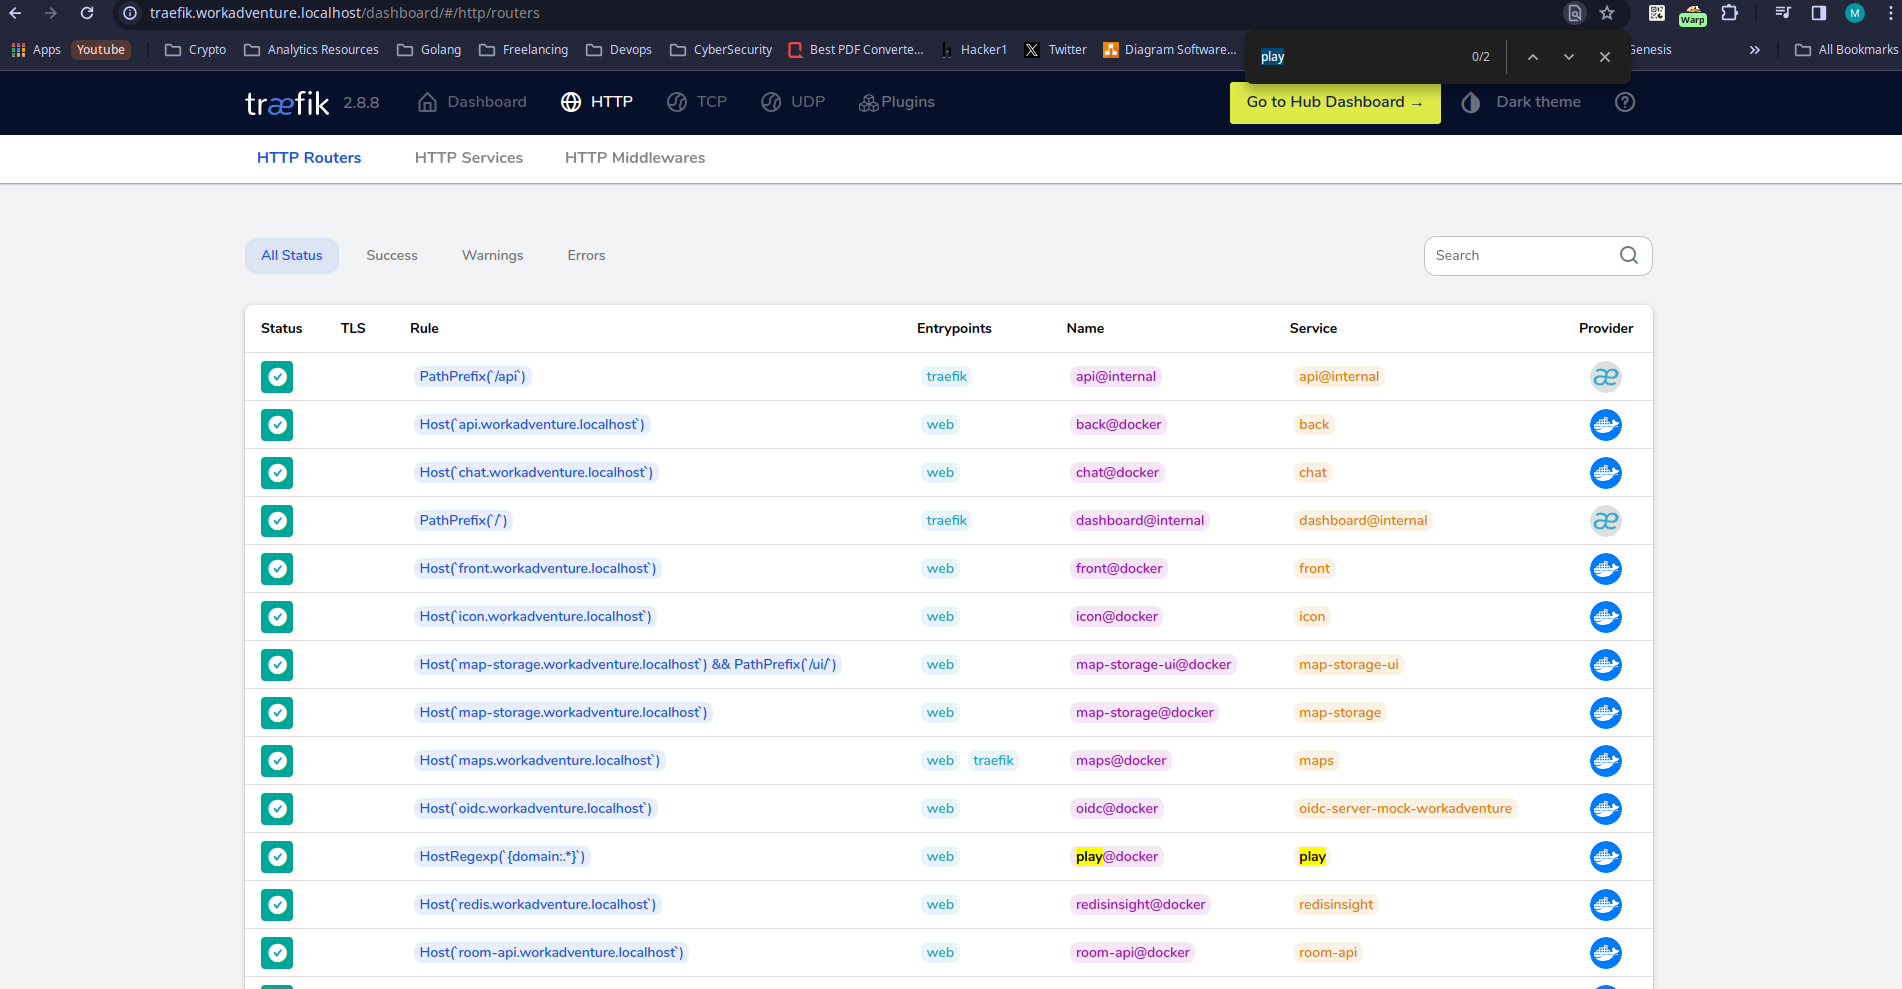 traefik.workadventure.localhost/dashboard/#/http/routers
M
Warp
Apps Youtube Crypto Analytics Resources Golang Freelancing Devops CyberSecurity Best PDF Converte... Hacker1 Twitter Diagram Software... Genesis » All Bookmarks
play 0/2
træfik 2.8.8 Dashboard HTTP TCP UDP Plugins Go to Hub Dashboard → Dark theme
HTTP Routers HTTP Services HTTP Middlewares
All Status Success Warnings Errors Search
Status TLS Rule Entrypoints Name Service Provider
PathPrefix(`/api`) traefik api@internal api@internal
Host(`api.workadventure.localhost`) web back@docker back
Host(`chat.workadventure.localhost`) web chat@docker chat
PathPrefix(`/`) traefik dashboard@internal dashboard@internal
Host(`front.workadventure.localhost`) web front@docker front
Host(`icon.workadventure.localhost`) web icon@docker icon
Host(`map-storage.workadventure.localhost`) && PathPrefix(`/ui/`) web map-storage-ui@docker map-storage-ui
Host(`map-storage.workadventure.localhost`) web map-storage@docker map-storage
Host(`maps.workadventure.localhost`) web traefik maps@docker maps
Host(`oidc.workadventure.localhost`) web oidc@docker oidc-server-mock-workadventure
HostRegexp(`{domain:.*}`) web play@docker play
Host(`redis.workadventure.localhost`) web redisinsight@docker redisinsight
Host(`room-api.workadventure.localhost`) web room-api@docker room-api